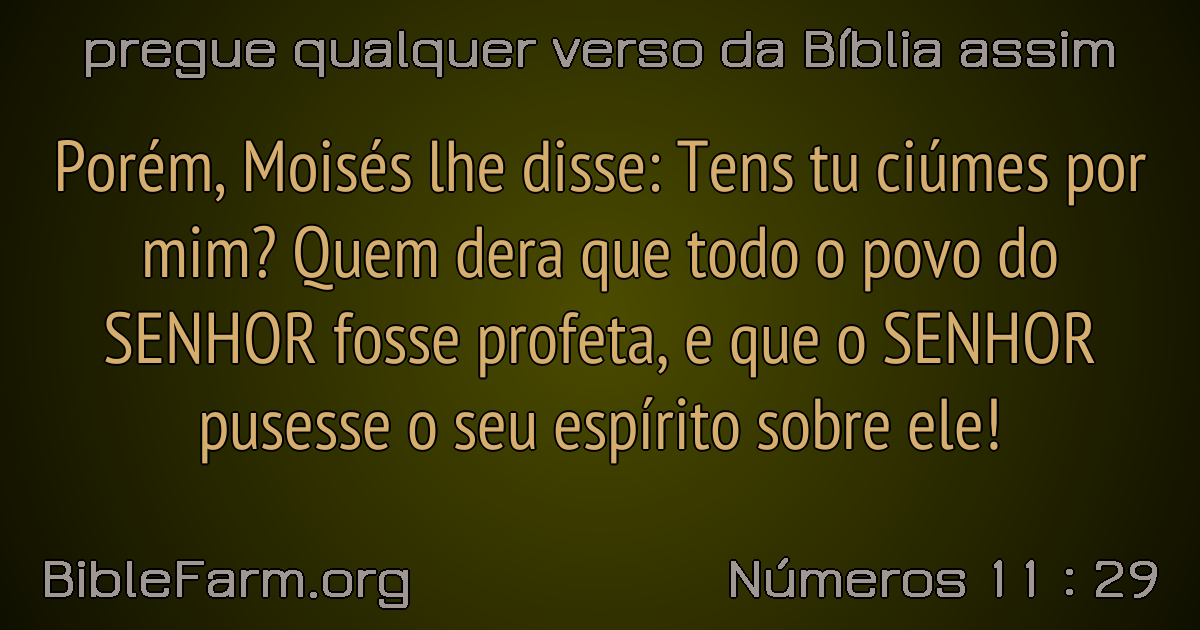 pregue qualquer verso da Bíblia assim
Porém, Moisés lhe disse: Tens tu ciúmes por
mim? Quem dera que todo o povo do
SENHOR fosse profeta, e que o SENHOR
pusesse o seu espírito sobre ele!
BibleFarm.org
Números 11 : 29